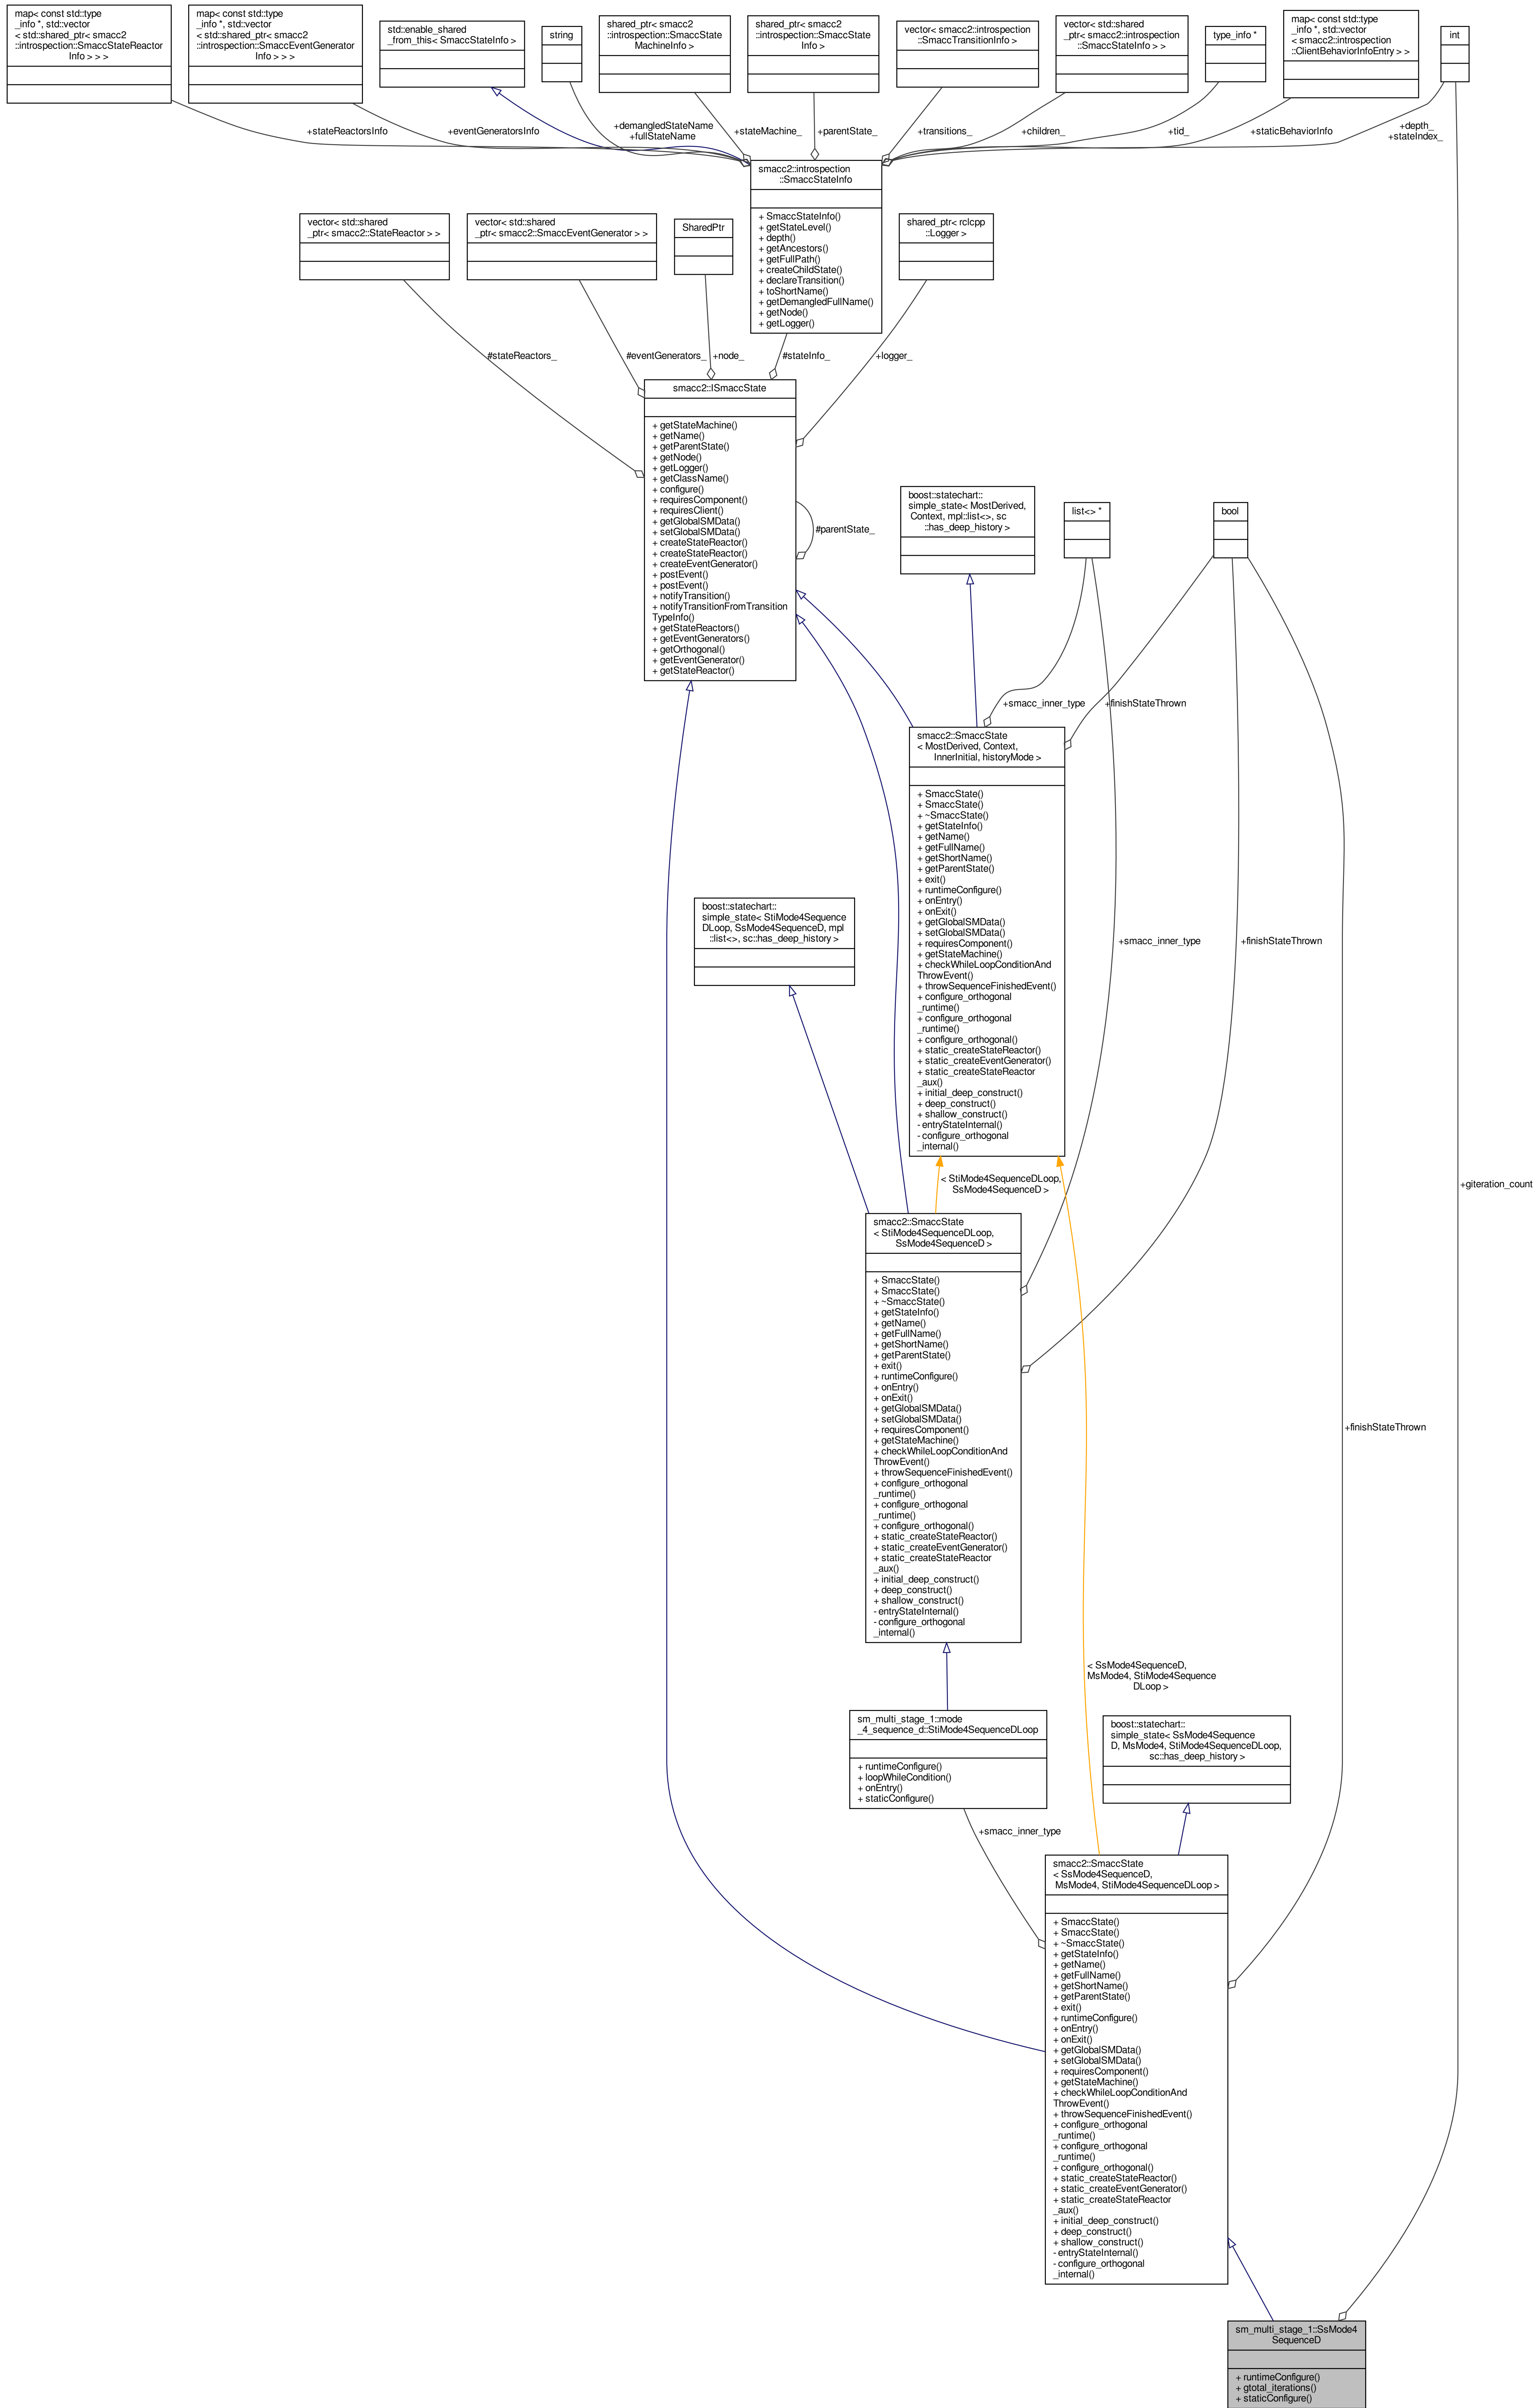 map< const std::type
_info *, std::vector
< std::shared_ptr< smacc2
::introspection::SmaccStateReactor
Info > > >
map< const std::type
_info *, std::vector
< std::shared_ptr< smacc2
::introspection::SmaccEventGenerator
Info > > >
std::enable_shared
_from_this< SmaccStateInfo >
string
shared_ptr< smacc2
::introspection::SmaccState
MachineInfo >
shared_ptr< smacc2
::introspection::SmaccState
Info >
vector< smacc2::introspection
::SmaccTransitionInfo >
vector< std::shared
_ptr< smacc2::introspection
::SmaccStateInfo > >
type_info *
map< const std::type
_info *, std::vector
< smacc2::introspection
::ClientBehaviorInfoEntry > >
int
+stateReactorsInfo
+eventGeneratorsInfo
+demangledStateName
+fullStateName
+stateMachine_
+parentState_
+transitions_
+children_
+tid_
+staticBehaviorInfo
+depth_
+stateIndex_
smacc2::introspection
::SmaccStateInfo
+ SmaccStateInfo()
+ getStateLevel()
+ depth()
+ getAncestors()
+ getFullPath()
+ createChildState()
+ declareTransition()
+ toShortName()
+ getDemangledFullName()
+ getNode()
+ getLogger()
vector< std::shared
_ptr< smacc2::StateReactor > >
vector< std::shared
_ptr< smacc2::SmaccEventGenerator > >
SharedPtr
shared_ptr< rclcpp
::Logger >
#stateReactors_
#eventGenerators_
+node_
#stateInfo_
+logger_
smacc2::ISmaccState
+ getStateMachine()
+ getName()
+ getParentState()
+ getNode()
+ getLogger()
+ getClassName()
+ configure()
+ requiresComponent()
+ requiresClient()
+ getGlobalSMData()
+ setGlobalSMData()
+ createStateReactor()
+ createStateReactor()
+ createEventGenerator()
+ postEvent()
+ postEvent()
+ notifyTransition()
+ notifyTransitionFromTransition
TypeInfo()
+ getStateReactors()
+ getEventGenerators()
+ getOrthogonal()
+ getEventGenerator()
+ getStateReactor()
#parentState_
boost::statechart::
simple_state< MostDerived,
Context, mpl::list<>, sc
::has_deep_history >
list<> *
bool
+smacc_inner_type
+finishStateThrown
smacc2::SmaccState
< MostDerived, Context,
InnerInitial, historyMode >
+ SmaccState()
+ SmaccState()
+ ~SmaccState()
+ getStateInfo()
+ getName()
+ getFullName()
+ getShortName()
+ getParentState()
+ exit()
+ runtimeConfigure()
+ onEntry()
+ onExit()
+ getGlobalSMData()
+ setGlobalSMData()
+ requiresComponent()
+ getStateMachine()
+ checkWhileLoopConditionAnd
ThrowEvent()
+ throwSequenceFinishedEvent()
+ configure_orthogonal
_runtime()
+ configure_orthogonal
_runtime()
+ configure_orthogonal()
+ static_createStateReactor()
+ static_createEventGenerator()
+ static_createStateReactor
_aux()
+ initial_deep_construct()
+ deep_construct()
+ shallow_construct()
- entryStateInternal()
- configure_orthogonal
_internal()
boost::statechart::
simple_state< StiMode4Sequence
DLoop, SsMode4SequenceD, mpl
::list<>, sc::has_deep_history >
+smacc_inner_type
+finishStateThrown
< StiMode4SequenceDLoop,
SsMode4SequenceD >
+giteration_count
smacc2::SmaccState
< StiMode4SequenceDLoop,
SsMode4SequenceD >
+ SmaccState()
+ SmaccState()
+ ~SmaccState()
+ getStateInfo()
+ getName()
+ getFullName()
+ getShortName()
+ getParentState()
+ exit()
+ runtimeConfigure()
+ onEntry()
+ onExit()
+ getGlobalSMData()
+ setGlobalSMData()
+ requiresComponent()
+ getStateMachine()
+ checkWhileLoopConditionAnd
ThrowEvent()
+ throwSequenceFinishedEvent()
+ configure_orthogonal
_runtime()
+ configure_orthogonal
_runtime()
+ configure_orthogonal()
+ static_createStateReactor()
+ static_createEventGenerator()
+ static_createStateReactor
_aux()
+ initial_deep_construct()
+ deep_construct()
+ shallow_construct()
- entryStateInternal()
- configure_orthogonal
_internal()
+finishStateThrown
< SsMode4SequenceD,
MsMode4, StiMode4Sequence
DLoop >
sm_multi_stage_1::mode
_4_sequence_d::StiMode4SequenceDLoop
+ runtimeConfigure()
+ loopWhileCondition()
+ onEntry()
+ staticConfigure()
boost::statechart::
simple_state< SsMode4Sequence
D, MsMode4, StiMode4SequenceDLoop,
sc::has_deep_history >
+smacc_inner_type
smacc2::SmaccState
< SsMode4SequenceD,
MsMode4, StiMode4SequenceDLoop >
+ SmaccState()
+ SmaccState()
+ ~SmaccState()
+ getStateInfo()
+ getName()
+ getFullName()
+ getShortName()
+ getParentState()
+ exit()
+ runtimeConfigure()
+ onEntry()
+ onExit()
+ getGlobalSMData()
+ setGlobalSMData()
+ requiresComponent()
+ getStateMachine()
+ checkWhileLoopConditionAnd
ThrowEvent()
+ throwSequenceFinishedEvent()
+ configure_orthogonal
_runtime()
+ configure_orthogonal
_runtime()
+ configure_orthogonal()
+ static_createStateReactor()
+ static_createEventGenerator()
+ static_createStateReactor
_aux()
+ initial_deep_construct()
+ deep_construct()
+ shallow_construct()
- entryStateInternal()
- configure_orthogonal
_internal()
sm_multi_stage_1::SsMode4
SequenceD
+ runtimeConfigure()
+ gtotal_iterations()
+ staticConfigure()